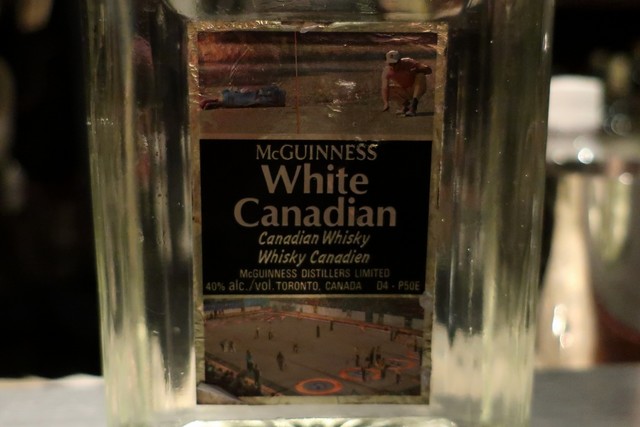 McGUINNESS
White
Canadian
Canadian Whisky
Whisky Canadien
McGUINNESS DISTILLERS LIMITED
40% alc./vol. TORONTO, CANADA 04 - P50E